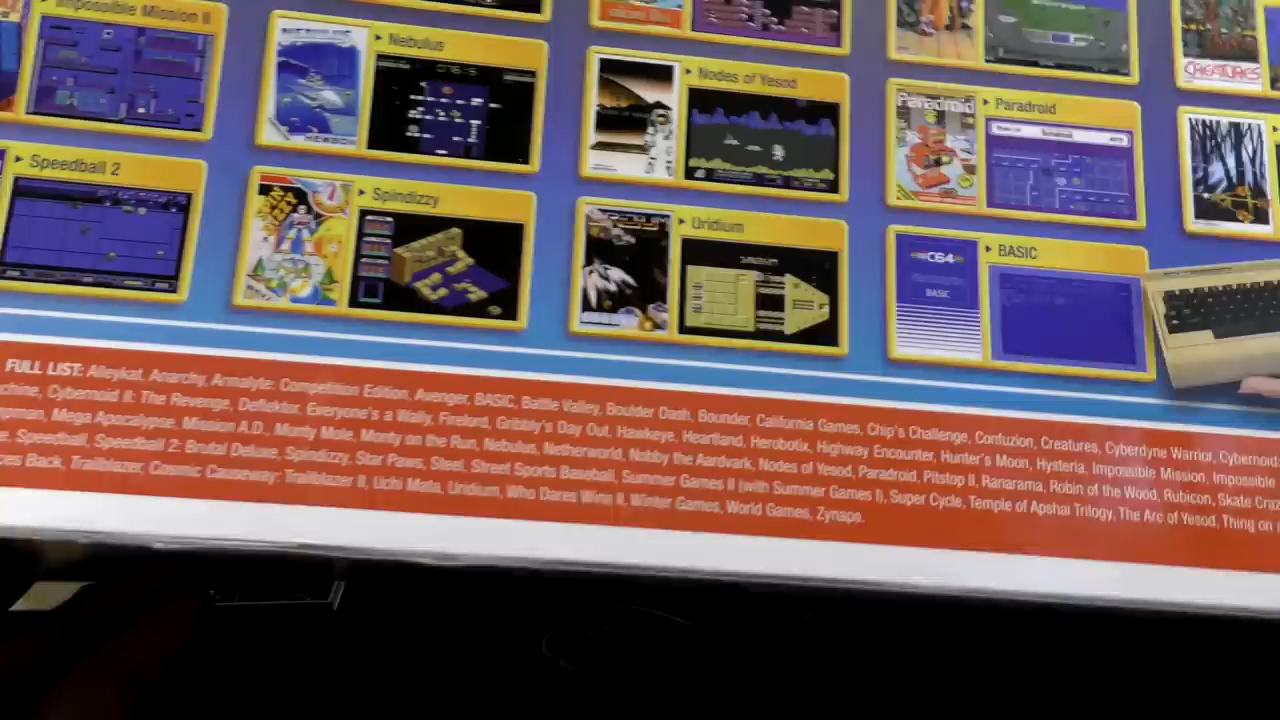 Impossible Mission II
Nebulus
HEWSON
Nodes of Yesod
Paradroid
Paradroid
CREATURES
Speedball 2
Spindizzy
Uridium
C64
BASIC
BASIC
FULL LIST: Alleykat, Anarchy, Armalyte: Competition Edition, Avenger, BASIC, Battle Valley, Boulder Dash, Bounder, California Games, Chip's Challenge, Confuzion, Creatures, Cyberdyne Warrior, Cybernoid:
chine, Cybernoid II: The Revenge, Deflektor, Everyone's a Wally, Firelord, Gribbly's Day Out, Hawkeye, Heartland, Herobotix, Highway Encounter, Hunter's Moon, Hysteria, Impossible Mission, Impossible
Mega Apocalypse, Mission A.D., Monty Mole, Monty on the Run, Nebulus, Netherworld, Nobby the Aardvark, Nodes of Yesod, Paradroid, Pitstop II, Ranarama, Robin of the Wood, Rubicon, Skate Craz
e, Speedball, Speedball 2: Brutal Deluxe, Spindizzy, Star Paws, Steel, Street Sports Baseball, Summer Games II (with Summer Games I), Super Cycle, Temple of Apshai Trilogy, The Arc of Yesod, Thing on
ces Back, Trailblazer, Cosmic Causeway: Trailblazer II, Uchi Mata, Uridium, Who Dares Wins II, Winter Games, World Games, Zynaps.